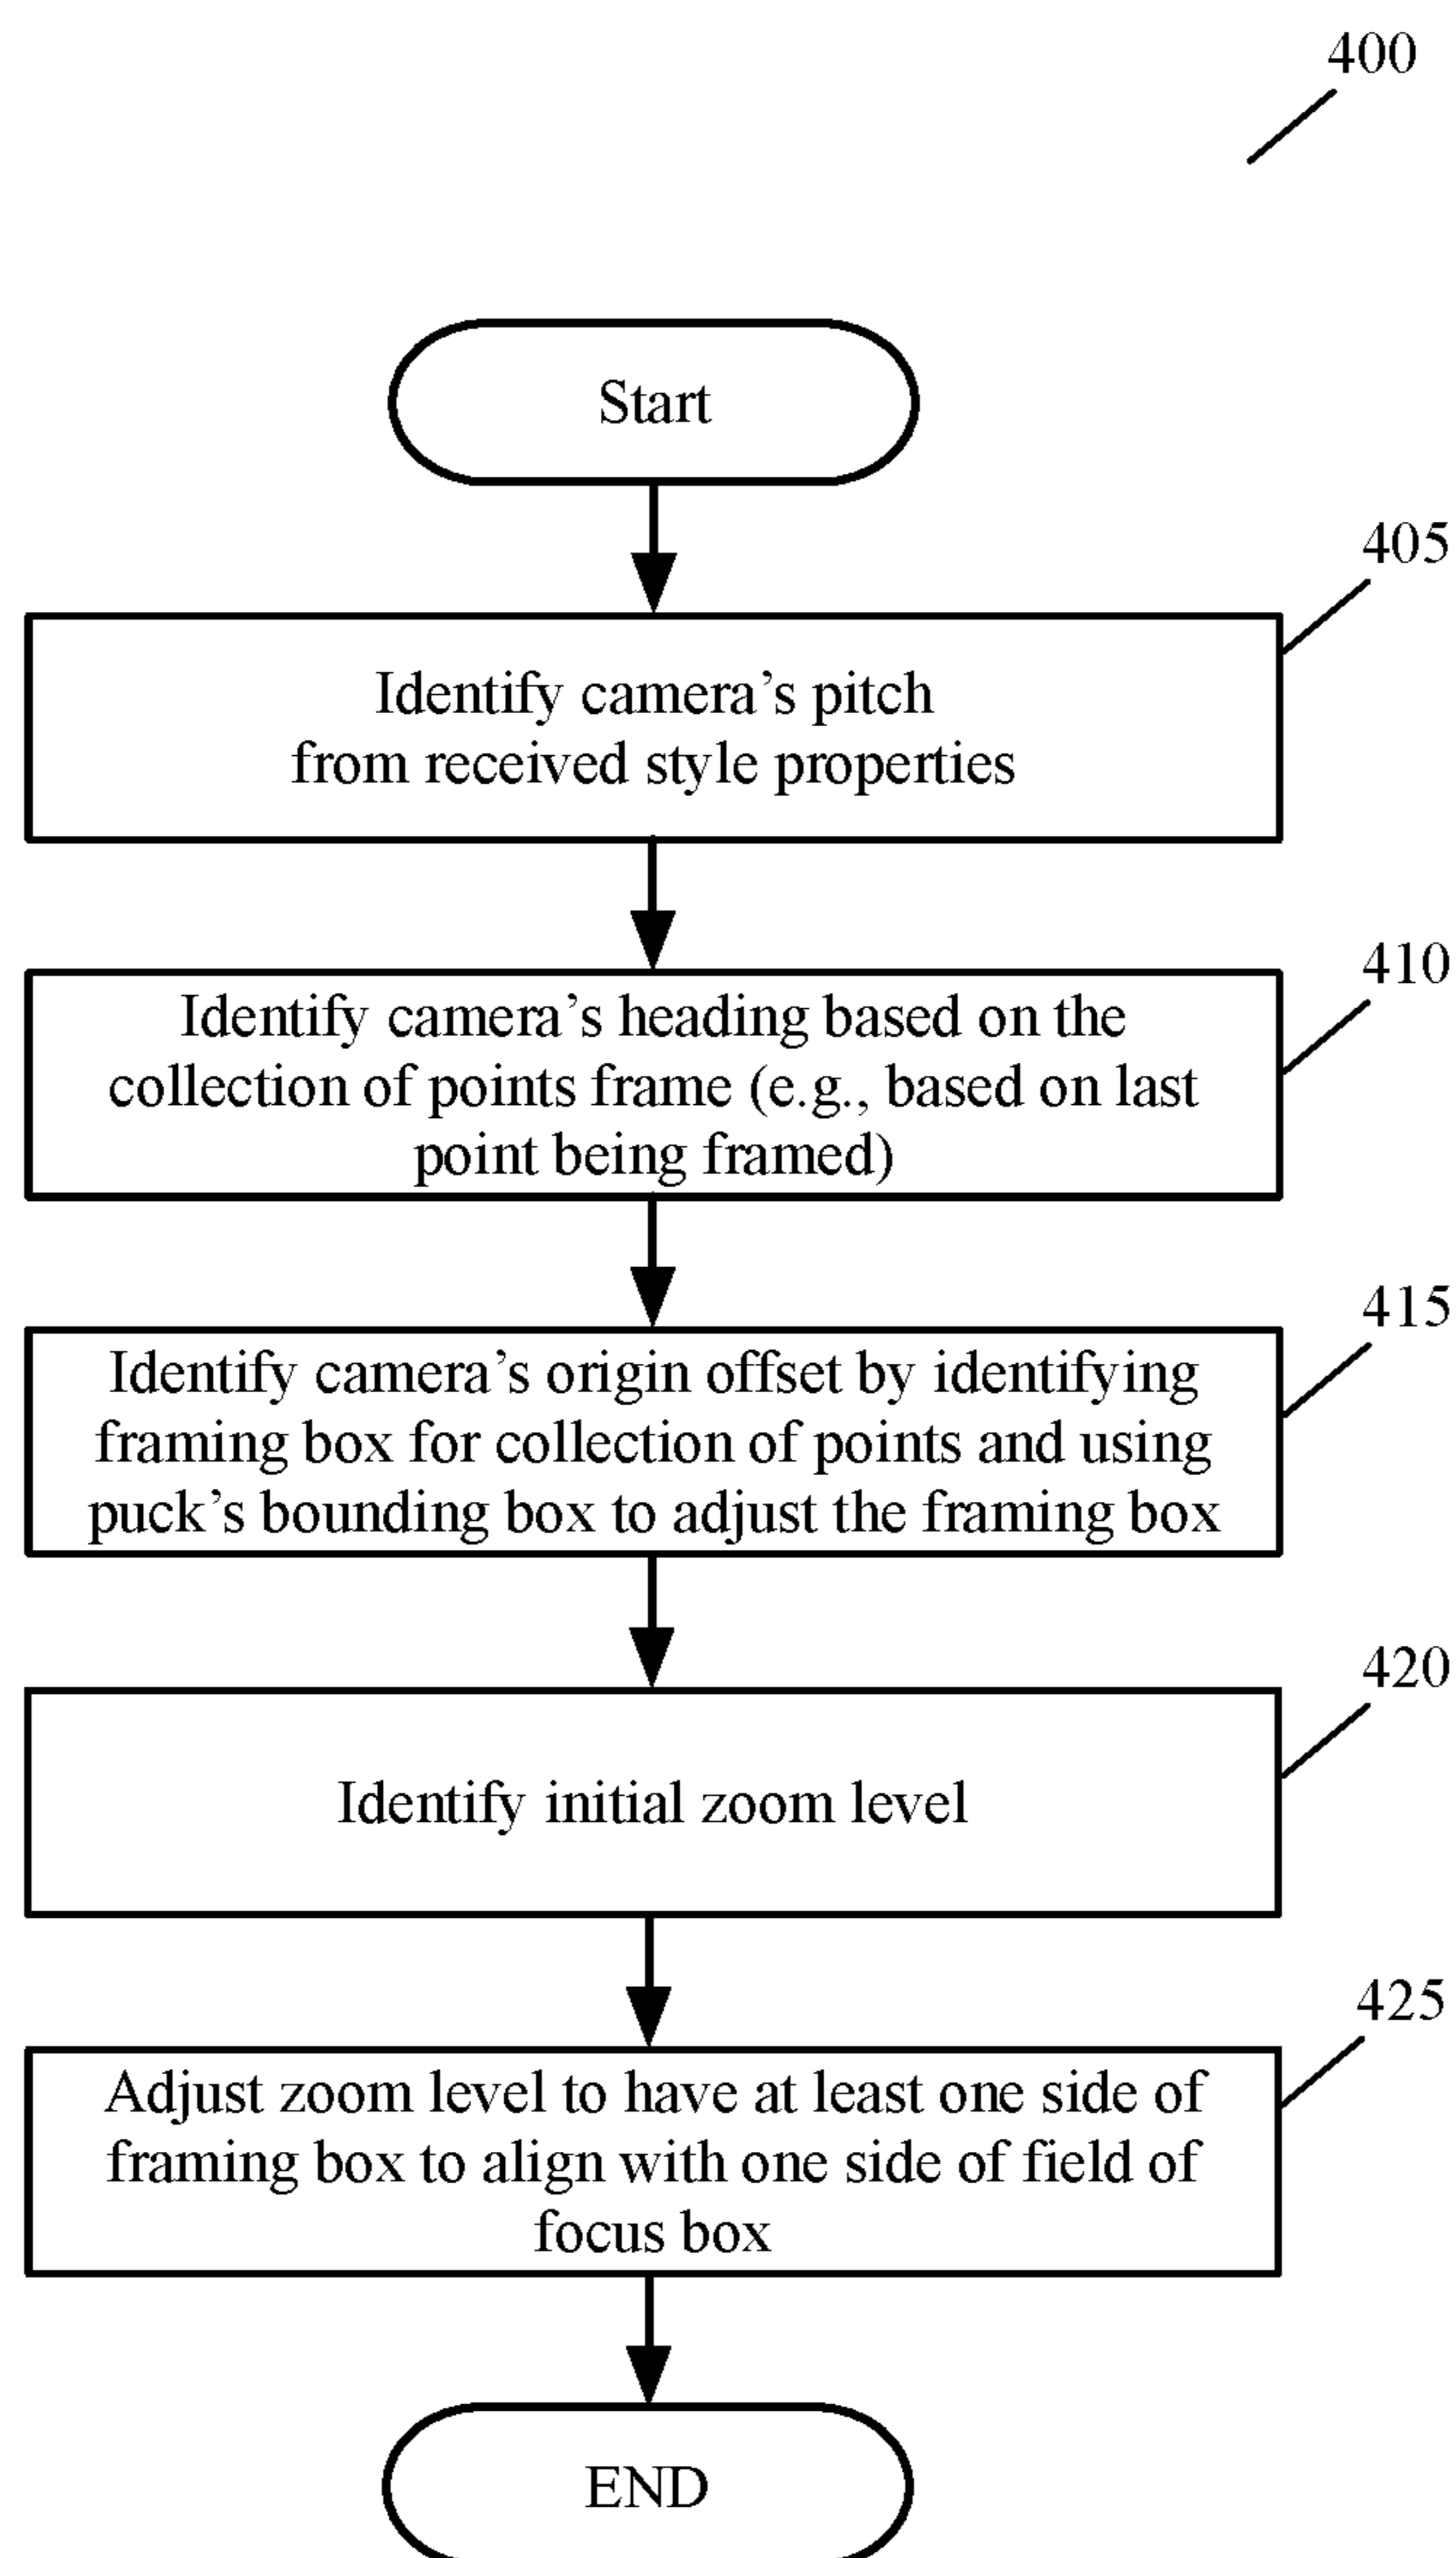 400
Start
405
Identify camera’s pitch
from received style properties
410
Identify camera’s heading based on the
collection of points frame (e.g., based on last
point being framed)
415
Identify camera’s origin offset by identifying
framing box for collection of points and using
puck’s bounding box to adjust the framing box
420
Identify initial zoom level
425
Adjust zoom level to have at least one side of
framing box to align with one side of field of
focus box
END